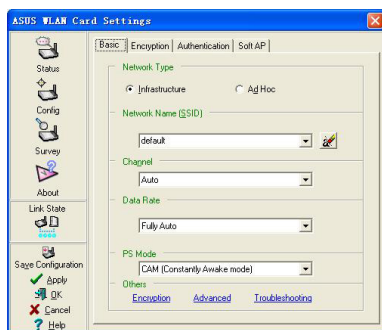 ASUS WLAN Card Settings
Status
Config
Survey
About
Link State
Save Configuration
Apply
OK
Cancel
Help
Basic
Encryption
Authentication
Soft AP
Network Type
Infrastructure
Ad Hoc
Network Name (SSID)
default
Channel
Auto
Data Rate
Fully Auto
PS Mode
CAM (Constantly Awake mode)
Others
Encryption
Advanced
Troubleshooting